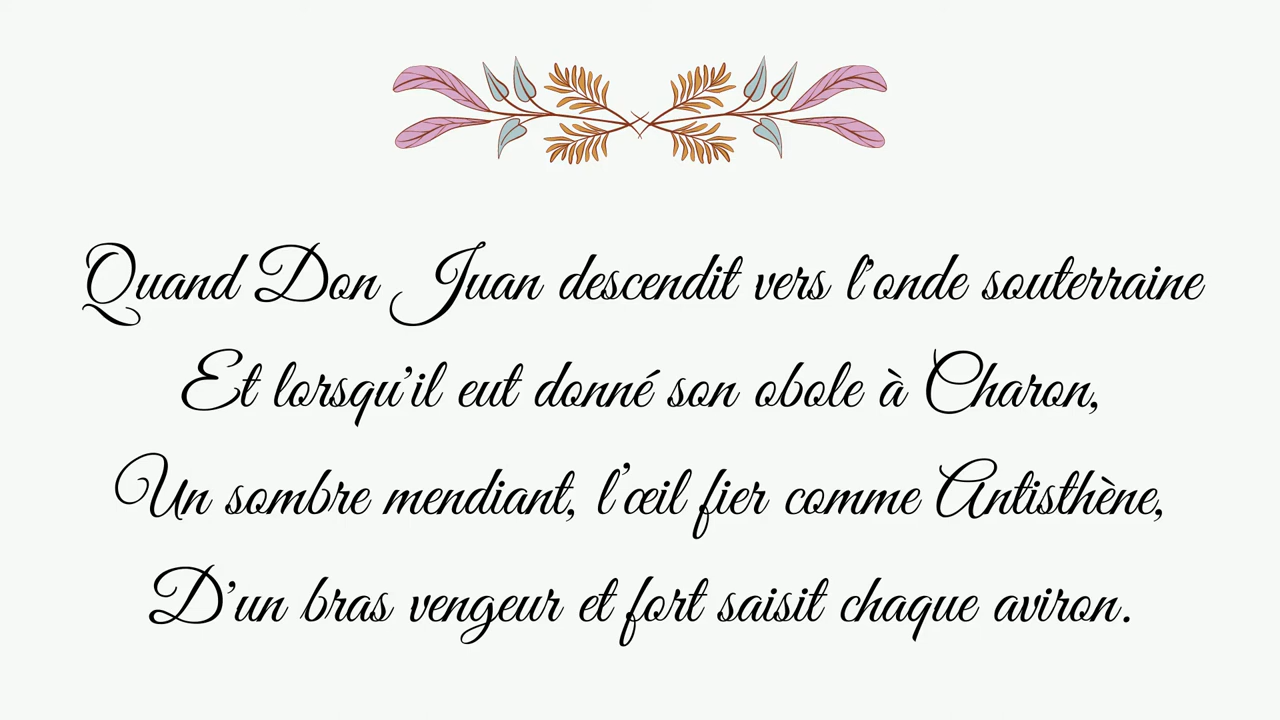 Quand Don Juan descendit vers l’onde souterraine
Et lorsqu’il eut donné son obole à Charon,
Un sombre mendiant, l’œil fier comme Antisthène,
D’un bras vengeur et fort saisit chaque aviron.